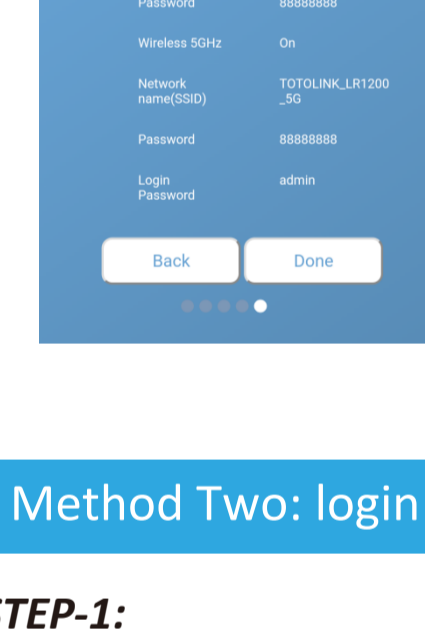 Password 88888888
Wireless 5GHz On
Network TOTOLINK_LR1200
name(SSID) _5G
Password 88888888
Login admin
Password
Back Done
Method Two: login
STEP-1: